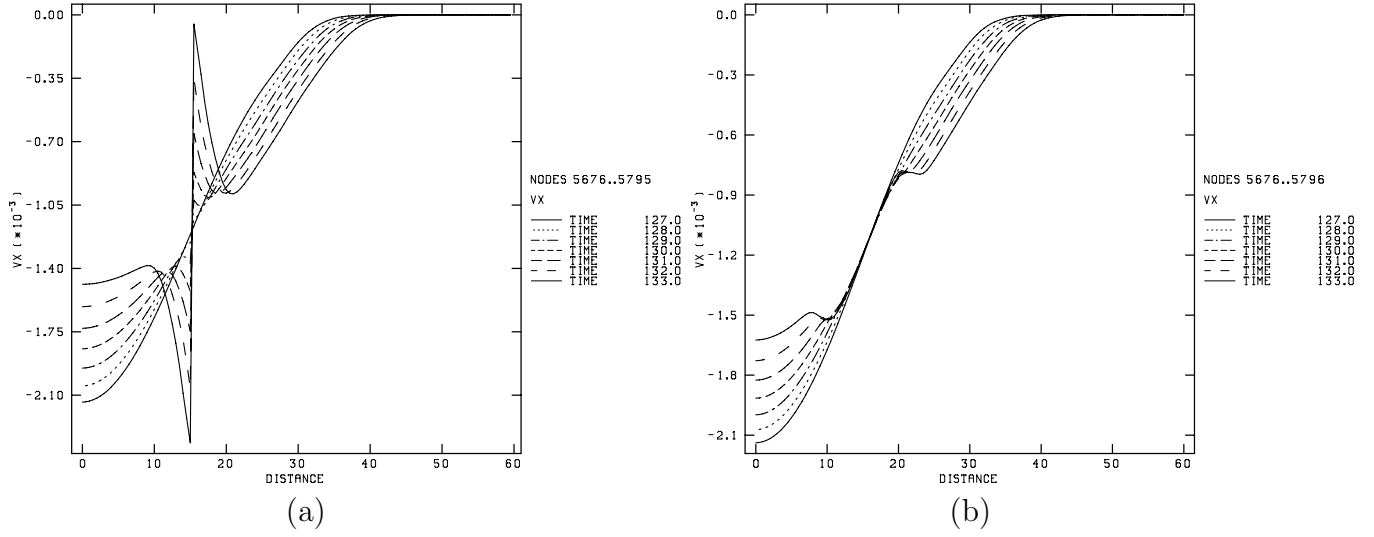 0.00
-0.35
-0.70
-1.05
-1.40
-1.75
-2.10
VX (*10⁻³)
0 10 20 30 40 50 60
DISTANCE
NODES 5676..5795
VX
TIME 127.0
TIME 128.0
TIME 129.0
TIME 130.0
TIME 131.0
TIME 132.0
TIME 133.0
(a)
0.0
-0.3
-0.6
-0.9
-1.2
-1.5
-1.8
-2.1
VX (*10⁻³)
0 10 20 30 40 50 60
DISTANCE
NODES 5676..5796
VX
TIME 127.0
TIME 128.0
TIME 129.0
TIME 130.0
TIME 131.0
TIME 132.0
TIME 133.0
(b)